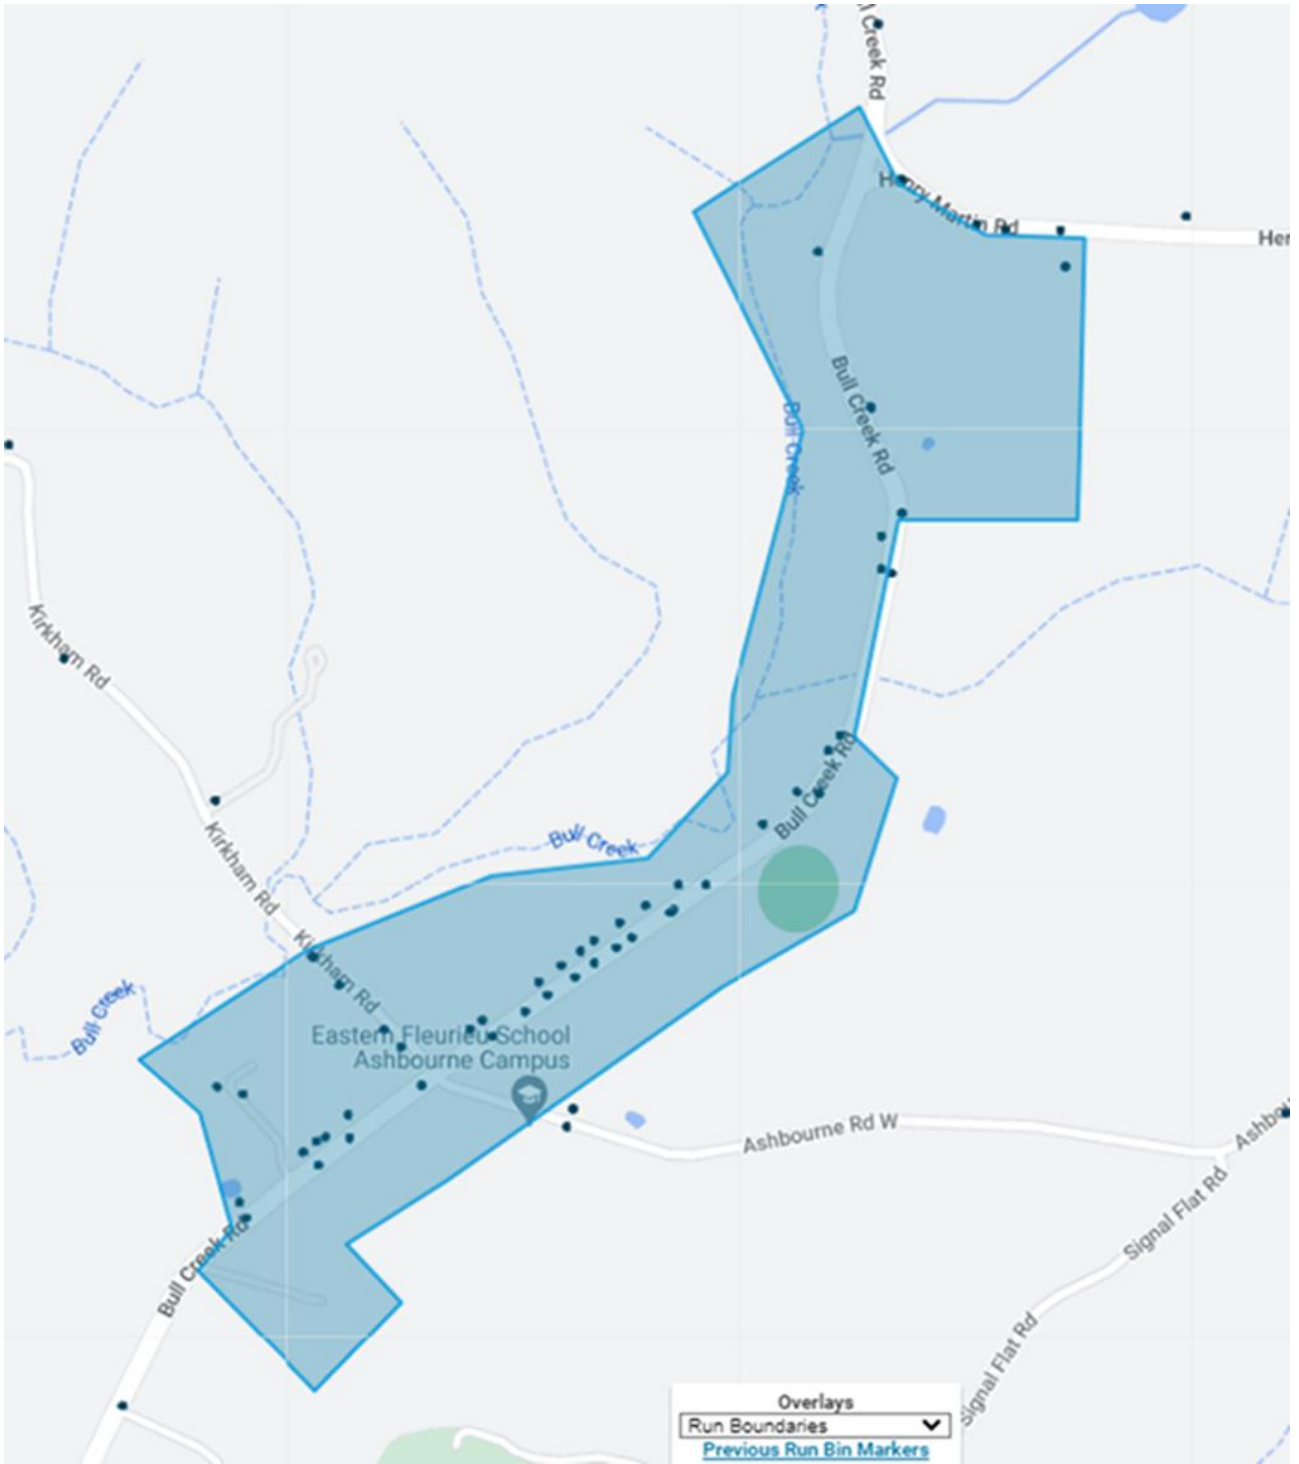 l Creek Rd
Henry Martin Rd
Her
Bull Creek Rd
Bull Creek
Kirkham Rd
Bull Creek Rd
Bull Creek
Kirkham Rd
Kirkham Rd
Bull Creek
Eastern Fleurieu School
Ashbourne Campus
Ashbourne Rd W
Ashbou
Signal Flat Rd
Bull Creek Rd
Signal Flat Rd
Overlays
Run Boundaries
Previous Run Bin Markers